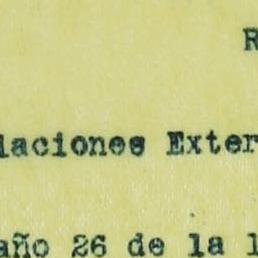 R
laciones Exter
año 26 de la l